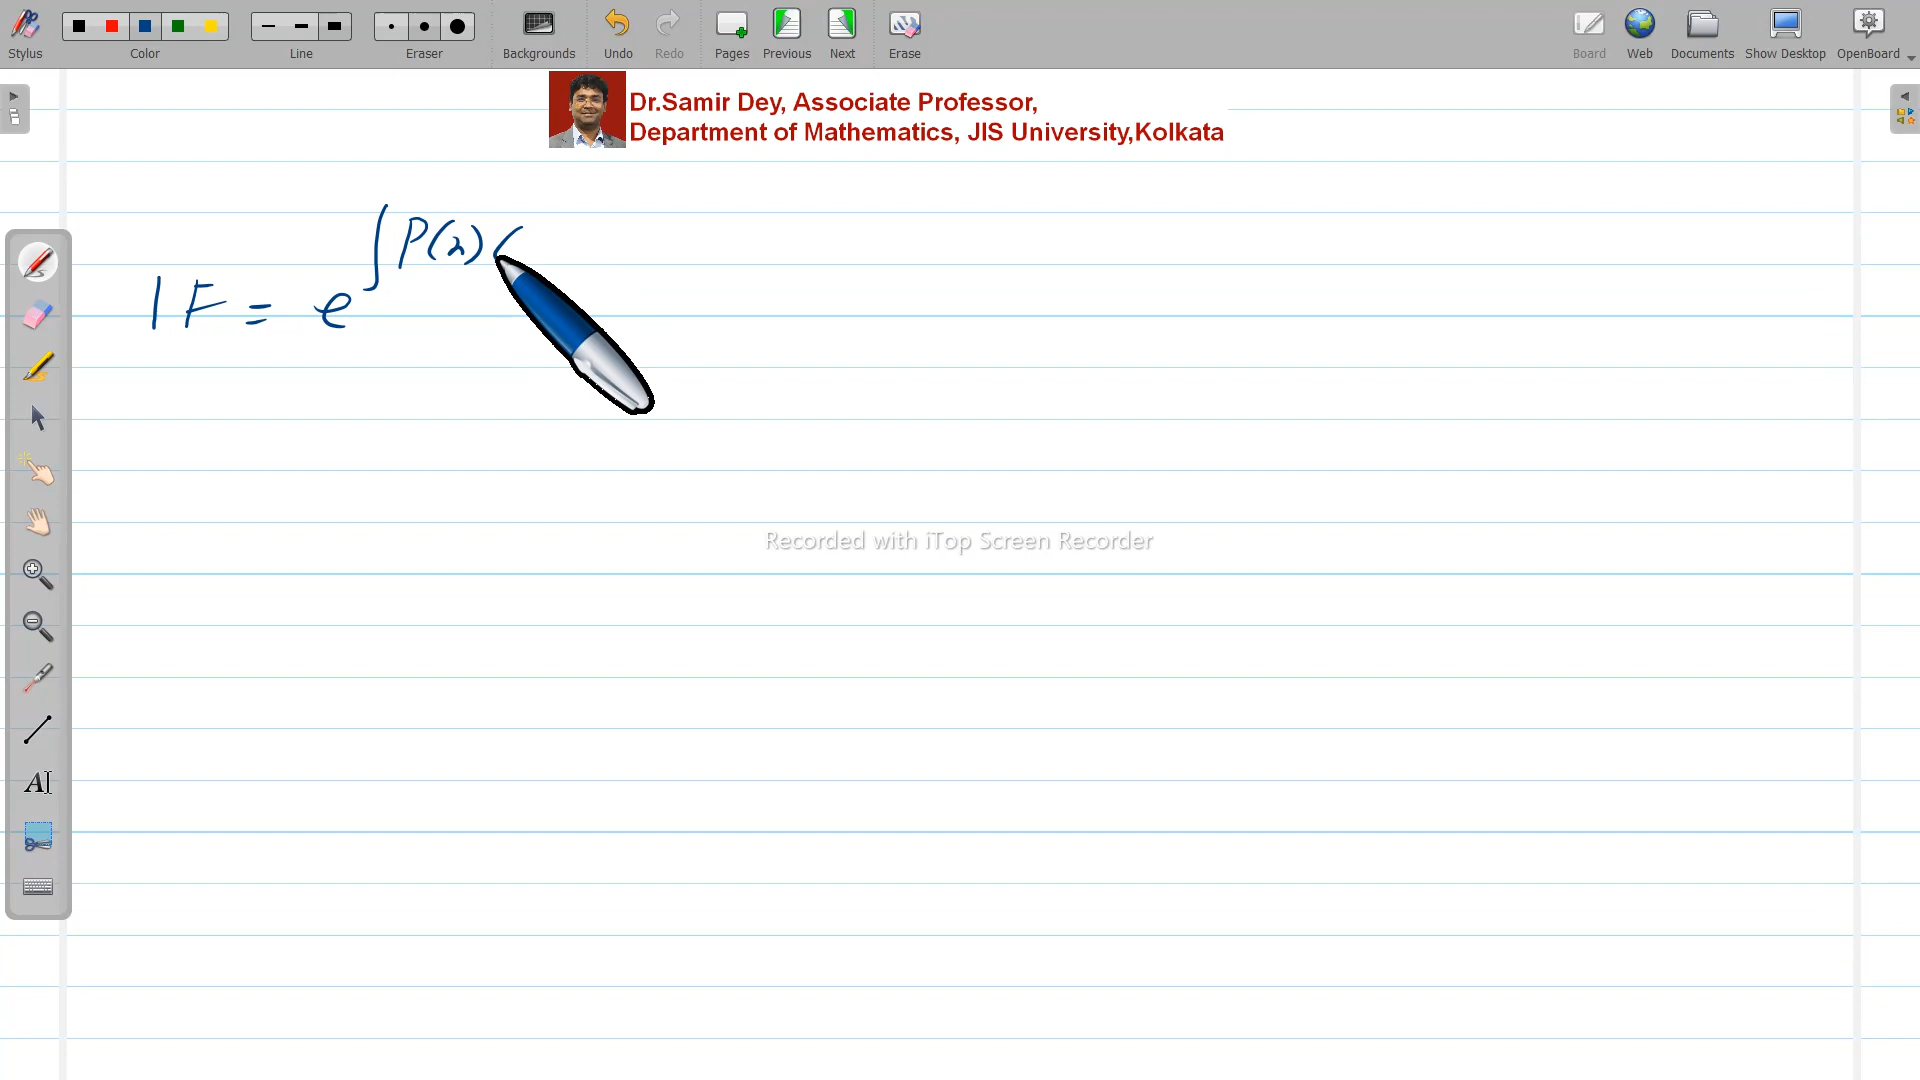 Stylus Color Line Eraser Backgrounds Undo Redo Pages Previous Next Erase Board Web Documents Show Desktop OpenBoard
Dr.Samir Dey, Associate Professor,
Department of Mathematics, JIS University,Kolkata
IF = e^∫P(x)
Recorded with iTop Screen Recorder